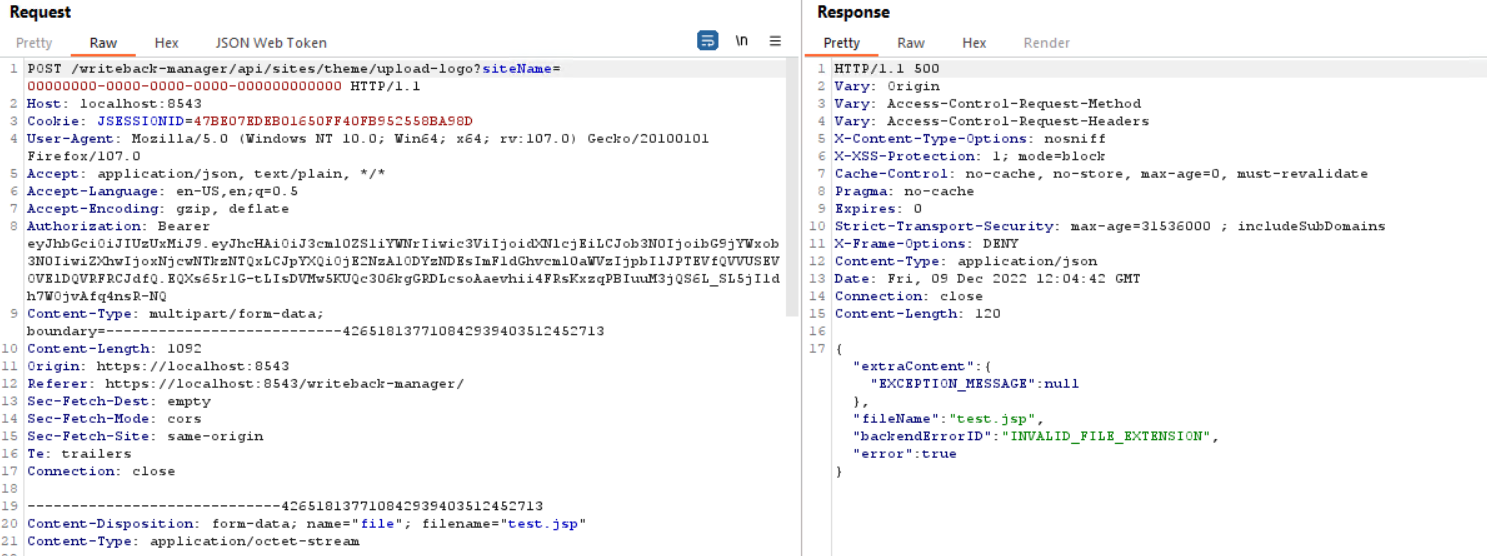 Request
Pretty Raw Hex JSON Web Token \n
1 POST /writeback-manager/api/sites/theme/upload-logo?siteName=
00000000-0000-0000-0000-000000000000 HTTP/1.1
2 Host: localhost:8543
3 Cookie: JSESSIONID=47BE07EDEB01650FF40FB952558BA98D
4 User-Agent: Mozilla/5.0 (Windows NT 10.0; Win64; x64; rv:107.0) Gecko/20100101
Firefox/107.0
5 Accept: application/json, text/plain, */*
6 Accept-Language: en-US,en;q=0.5
7 Accept-Encoding: gzip, deflate
8 Authorization: Bearer
9 Content-Type: multipart/form-data;
boundary=---------------------------426518137710842939403512452713
10 Content-Length: 1092
11 Origin: https://localhost:8543
12 Referer: https://localhost:8543/writeback-manager/
13 Sec-Fetch-Dest: empty
14 Sec-Fetch-Mode: cors
15 Sec-Fetch-Site: same-origin
16 Te: trailers
17 Connection: close
18
19 -----------------------------426518137710842939403512452713
20 Content-Disposition: form-data; name="file"; filename="test.jsp"
21 Content-Type: application/octet-stream
Response
Pretty Raw Hex Render
1 HTTP/1.1 500
2 Vary: Origin
3 Vary: Access-Control-Request-Method
4 Vary: Access-Control-Request-Headers
5 X-Content-Type-Options: nosniff
6 X-XSS-Protection: 1; mode=block
7 Cache-Control: no-cache, no-store, max-age=0, must-revalidate
8 Pragma: no-cache
9 Expires: 0
10 Strict-Transport-Security: max-age=31536000 ; includeSubDomains
11 X-Frame-Options: DENY
12 Content-Type: application/json
13 Date: Fri, 09 Dec 2022 12:04:42 GMT
14 Connection: close
15 Content-Length: 120
16
17 {
"extraContent":{
"EXCEPTION_MESSAGE":null
},
"fileName":"test.jsp",
"backendErrorID":"INVALID_FILE_EXTENSION",
"error":true
}